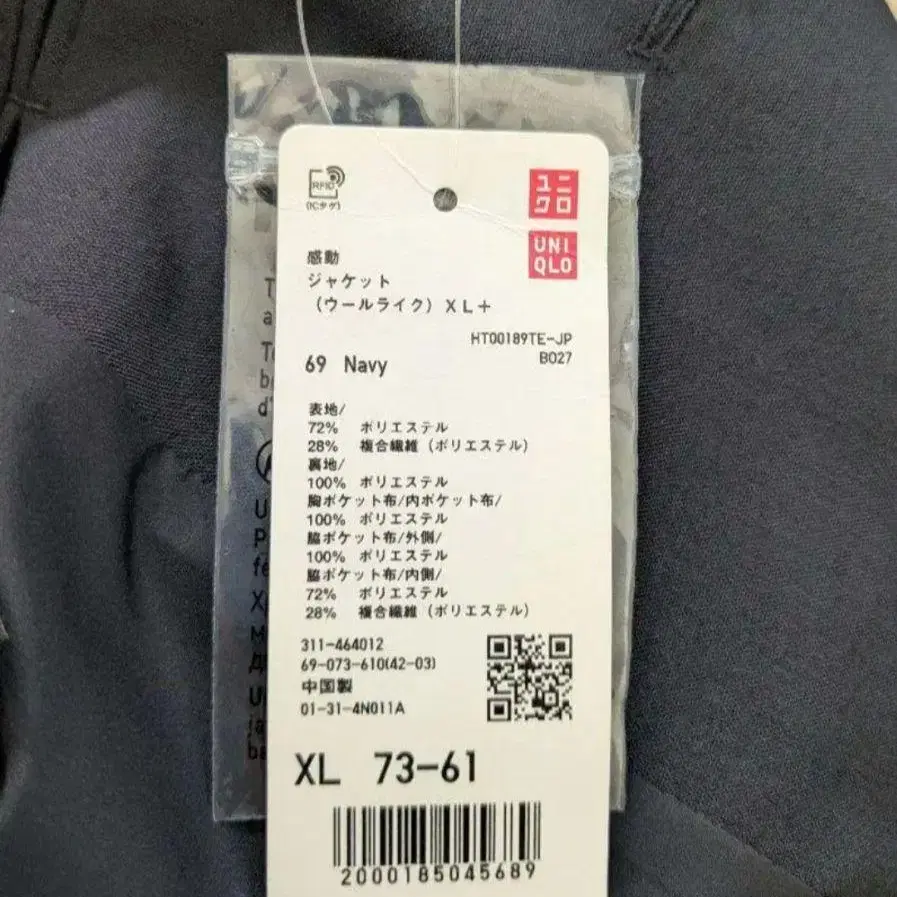 RFID
(ICタグ)
ユニ
クロ
UNI
QLO
感動
ジャケット
(ウールライク) XL+
HT00189TE-JP
B027
69 Navy
表地/
72% ポリエステル
28% 複合繊維 (ポリエステル)
裏地/
100% ポリエステル
胸ポケット布/内ポケット布/
100% ポリエステル
脇ポケット布/外側/
100% ポリエステル
脇ポケット布/内側/
72% ポリエステル
28% 複合繊維 (ポリエステル)
311-464012
69-073-610(42-03)
中国製
01-31-4N011A
XL 73-61
2000185045689